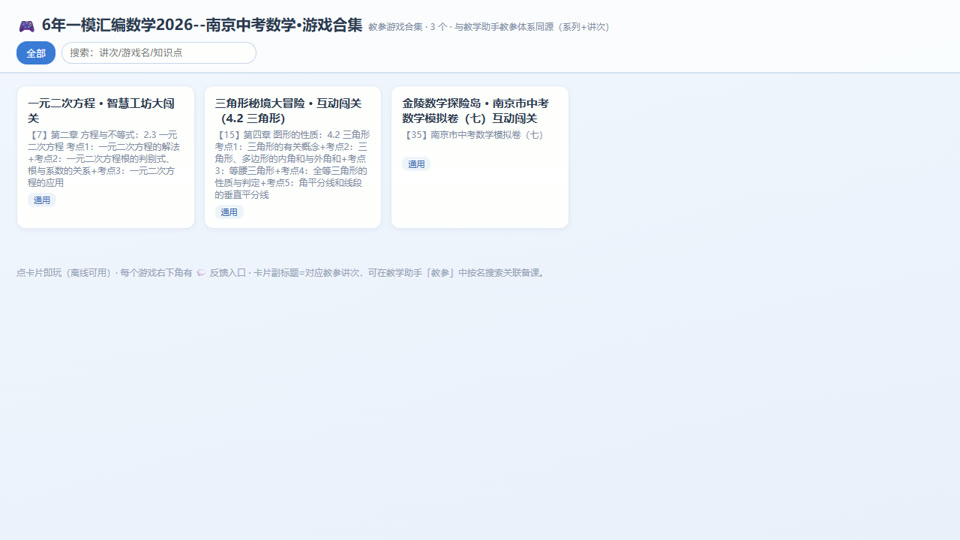 🎮 6年一模汇编数学2026--南京中考数学•游戏合集 教参游戏合集 · 3 个 · 与教学助手教参体系同源（系列+讲次）
全部 搜索：讲次/游戏名/知识点
一元二次方程 • 智慧工坊大闯
关
【7】第二章 方程与不等式：2.3 一元
二次方程 考点1：一元二次方程的解法
+考点2：一元二次方程根的判别式、
根与系数的关系+考点3：一元二次方
程的应用
通用
三角形秘境大冒险 • 互动闯关
（4.2 三角形）
【15】第四章 图形的性质：4.2 三角形
考点1：三角形的有关概念+考点2：三
角形、多边形的内角和与外角和+考点
3：等腰三角形+考点4：全等三角形的
性质与判定+考点5：角平分线和线段
的垂直平分线
通用
金陵数学探险岛 • 南京市中考
数学模拟卷（七）互动闯关
【35】南京市中考数学模拟卷（七）
通用
点卡片即玩（离线可用）· 每个游戏右下角有 反馈入口 · 卡片副标题=对应教参讲次、可在教学助手「教参」中按名搜索关联备课。